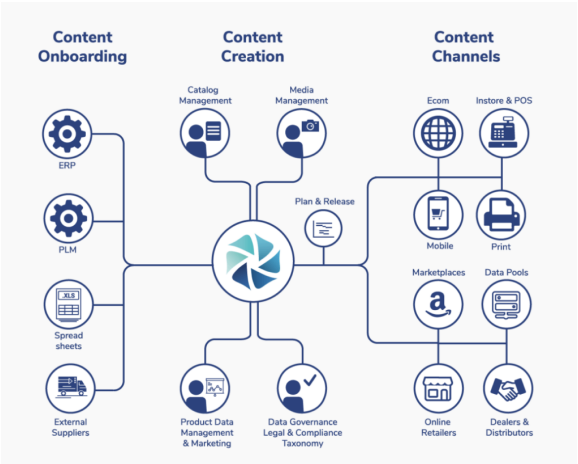 Content
Onboarding
Content
Creation
Content
Channels
Catalog
Management
Media
Management
Ecom
Instore & POS
ERP
Plan & Release
PLM
Mobile
Print
Marketplaces
Data Pools
.XLS
a
Spread
sheets
External
Suppliers
Product Data
Management
& Marketing
Data Governance
Legal & Compliance
Taxonomy
Online
Retailers
Dealers &
Distributors